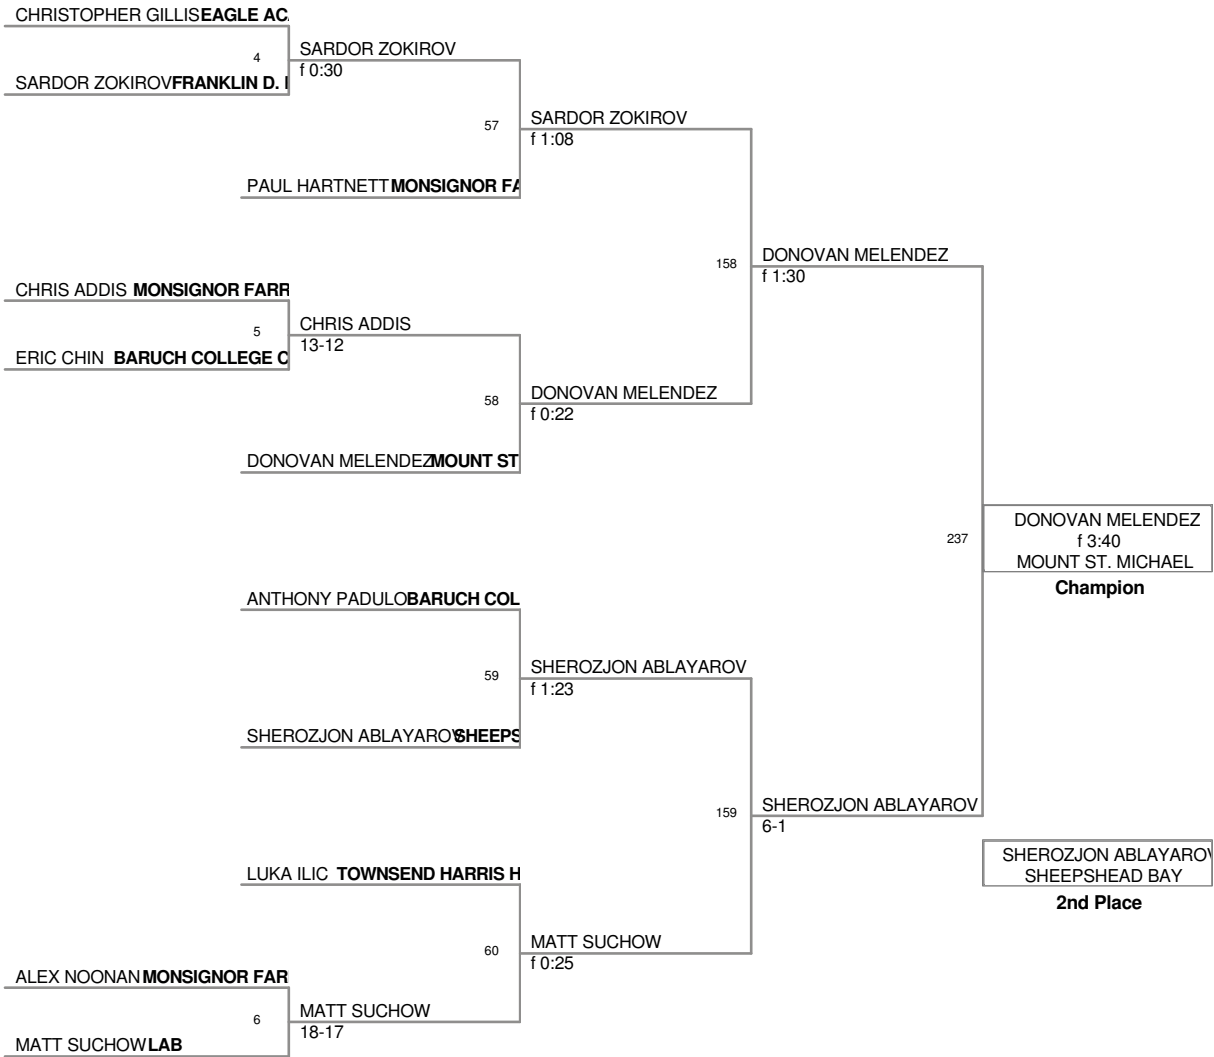 CHRISTOPHER GILLIS EAGLE AC
SARDOR ZOKIROV
4
f 0:30
SARDOR ZOKIROV FRANKLIN D.
SARDOR ZOKIROV
57
f 1:08
PAUL HARTNETT MONSIGNOR FA
DONOVAN MELENDEZ
158
f 1:30
CHRIS ADDIS MONSIGNOR FARR
CHRIS ADDIS
5
13-12
ERIC CHIN BARUCH COLLEGE C
DONOVAN MELENDEZ
58
f 0:22
DONOVAN MELENDEZ MOUNT ST
DONOVAN MELENDEZ
237
f 3:40
MOUNT ST. MICHAEL
Champion
ANTHONY PADULO BARUCH COL
SHEROZJON ABLAYAROV
59
f 1:23
SHEROZJON ABLAYAROV SHEEPS
SHEROZJON ABLAYAROV
159
6-1
SHEROZJON ABLAYAROV
SHEEPSHEAD BAY
2nd Place
LUKA ILIC TOWNSEND HARRIS H
MATT SUCHOW
60
f 0:25
ALEX NOONAN MONSIGNOR FAR
MATT SUCHOW
6
18-17
MATT SUCHOW LAB